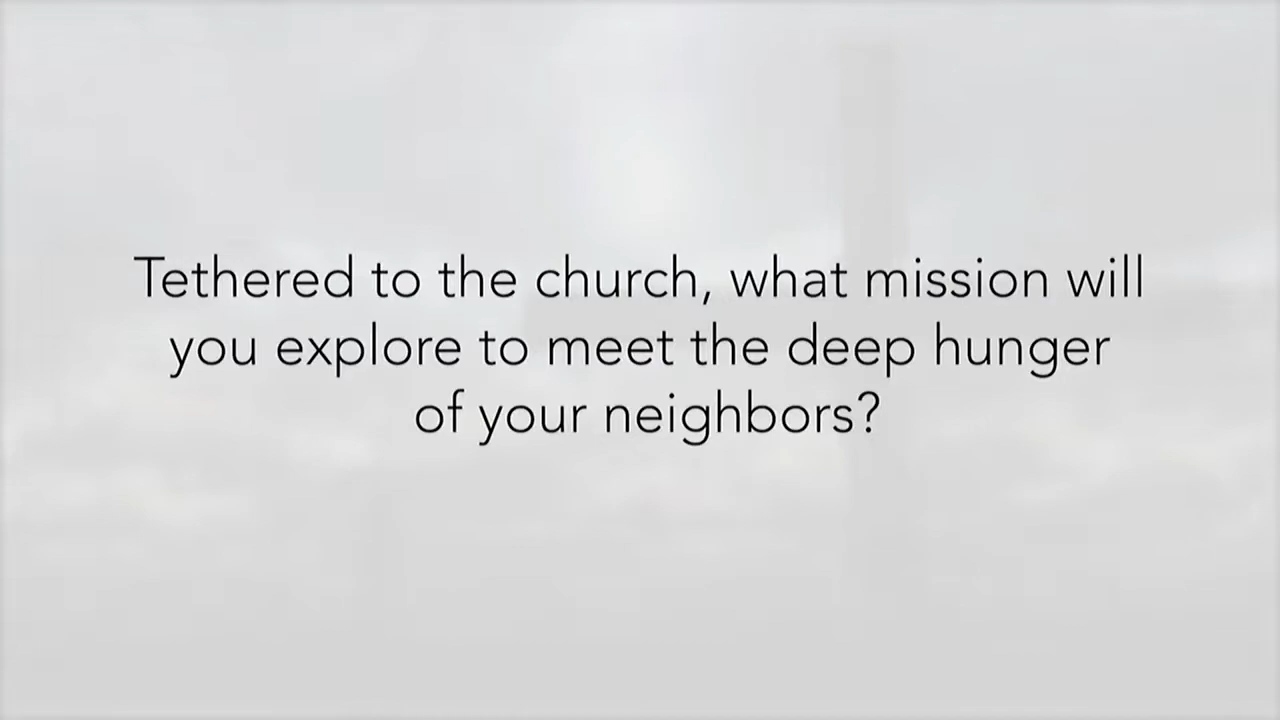 Tethered to the church, what mission will
you explore to meet the deep hunger
of your neighbors?